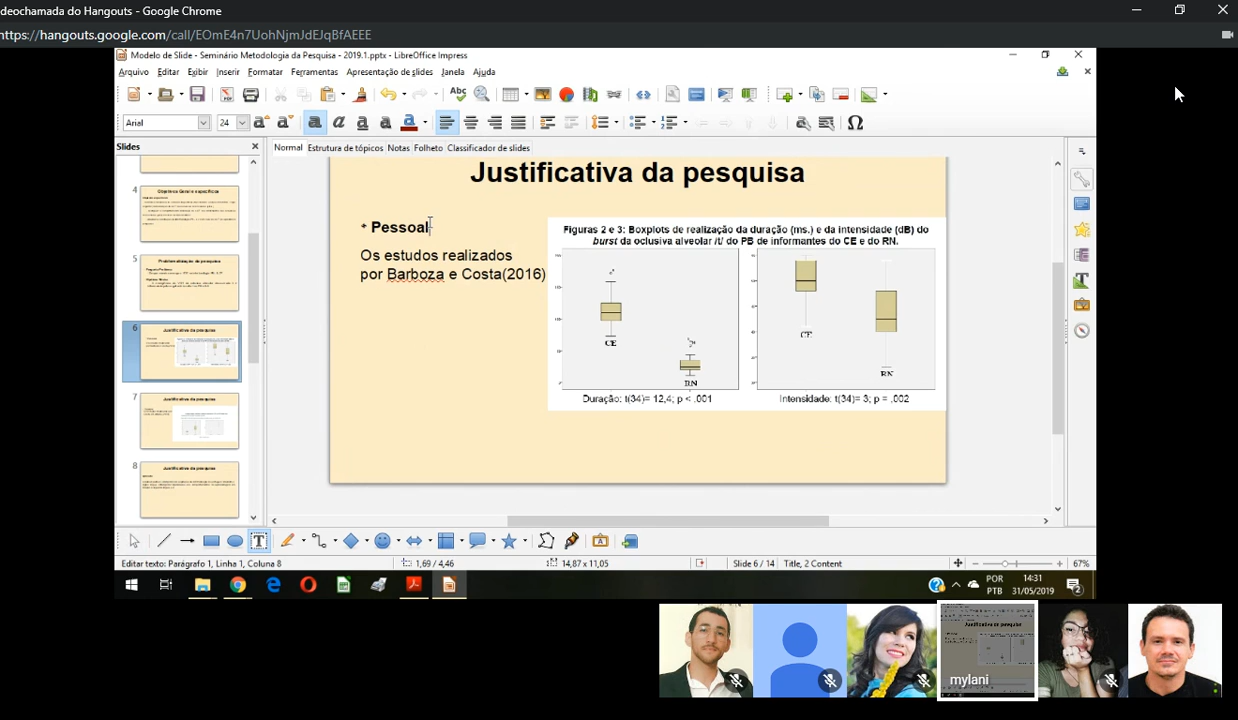 deochamada do Hangouts - Google Chrome
https://hangouts.google.com/call/EOmE4n7UohNjmJdEJqBfAEEE
Modelo de Slide - Seminário Metodologia da Pesquisa - 2019.1.pptx - LibreOffice Impress
Arquivo Editar Exibir Inserir Formatar Ferramentas Apresentação de slides Janela Ajuda
Arial 24
Slides
Normal Estrutura de tópicos Notas Folheto Classificador de slides
4
5
6
7
8
Justificativa da pesquisa
* Pessoal
Os estudos realizados
por Barboza e Costa(2016)
Figuras 2 e 3: Boxplots de realização da duração (ms.) e da intensidade (dB) do
burst da oclusiva alveolar /t/ do PB de informantes do CE e do RN.
CE
RN
CE
RN
Duração: t(34)= 12,4; p < ,001
Intensidade: t(34)= 3; p = ,002
Editar texto: Parágrafo 1, Linha 1, Coluna 8
1,69 / 4,46
14,87 x 11,05
Slide 6 / 14
Title, 2 Content
67%
POR
PTB
14:31
31/05/2019
2
mylani